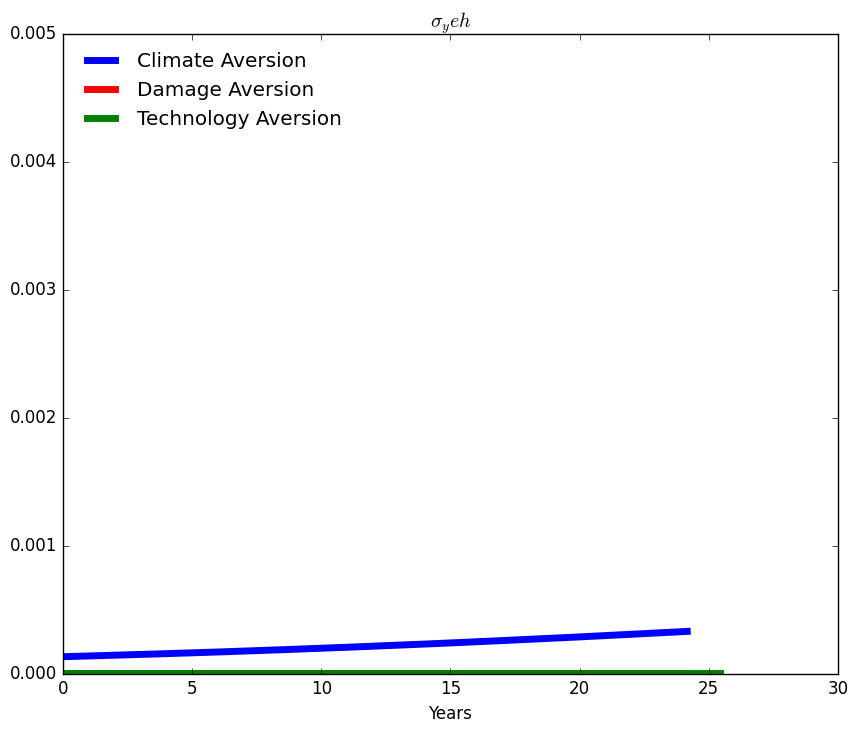 σ_y eh
0.005
Climate Aversion
Damage Aversion
Technology Aversion
0.004
0.003
0.002
0.001
0.000
0 5 10 15 20 25 30
Years